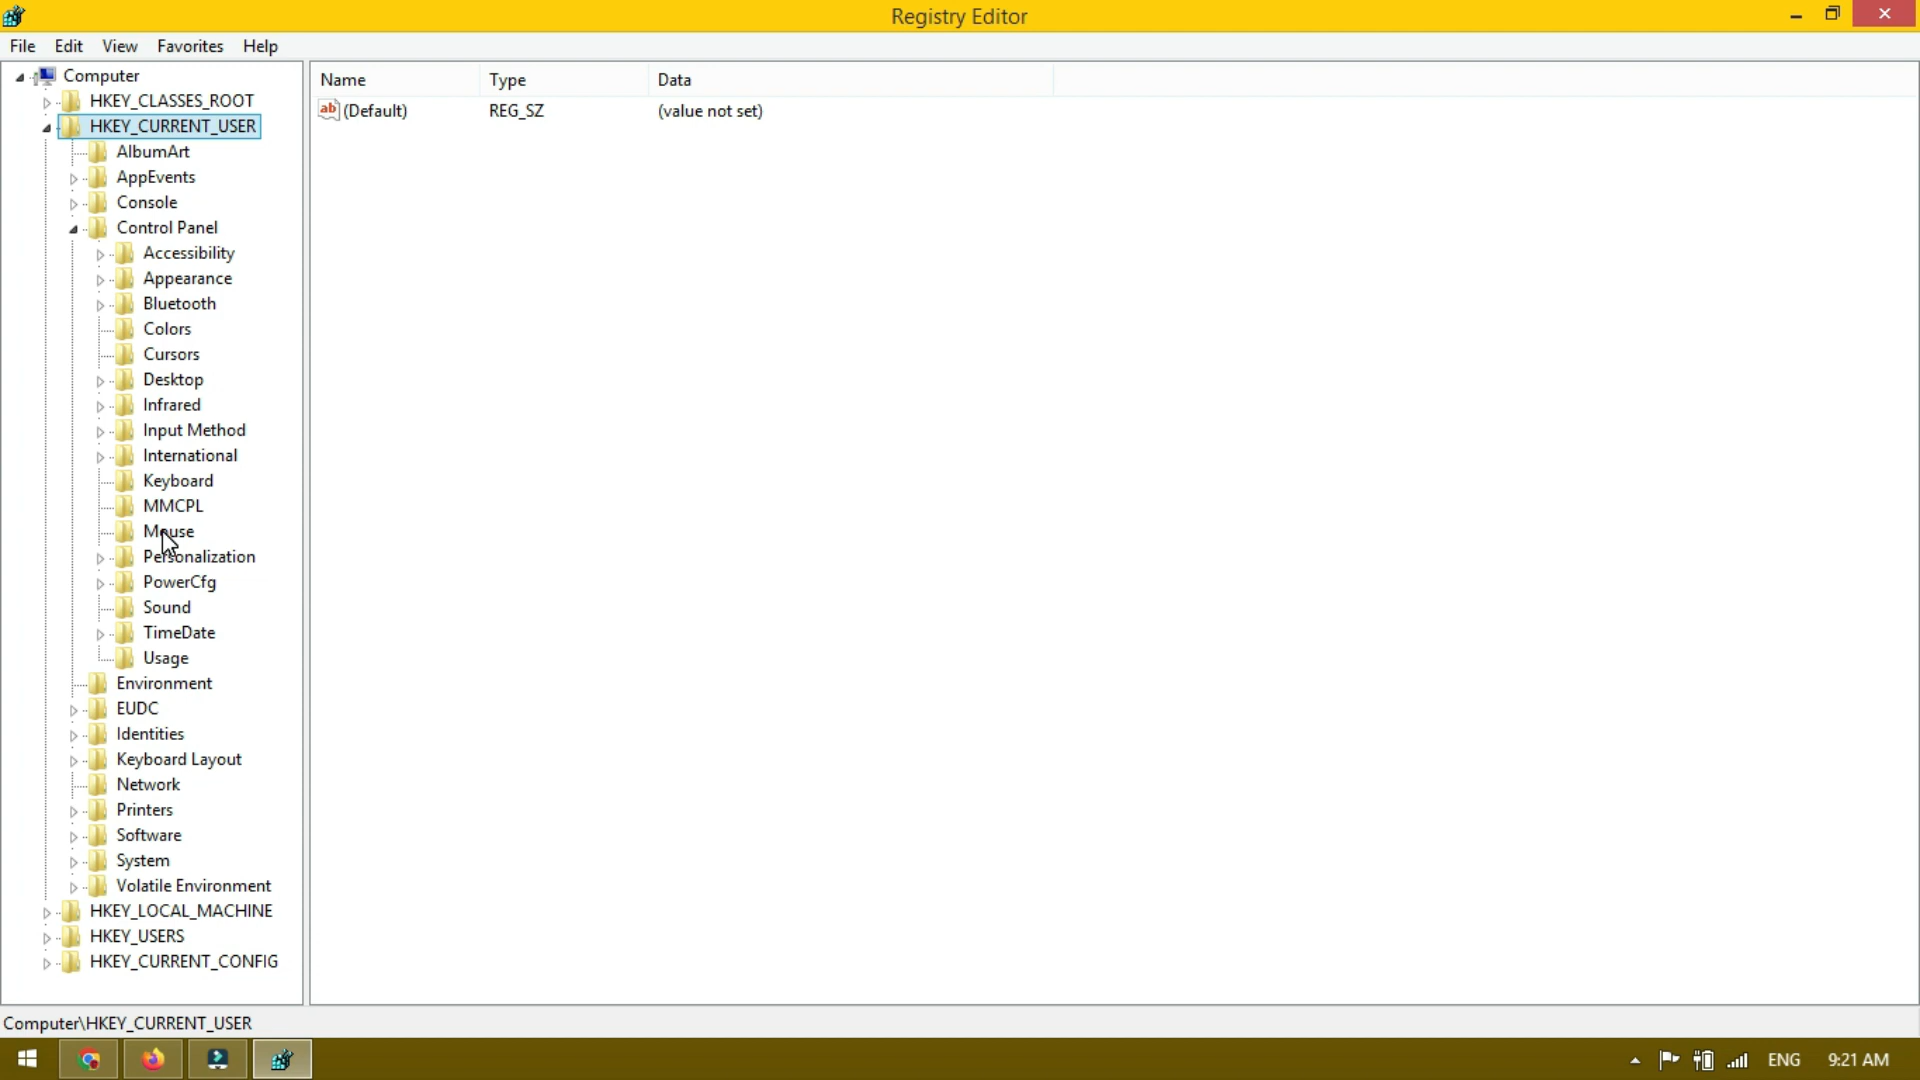 Registry Editor
File Edit View Favorites Help
Computer
HKEY_CLASSES_ROOT
HKEY_CURRENT_USER
AlbumArt
AppEvents
Console
Control Panel
Accessibility
Appearance
Bluetooth
Colors
Cursors
Desktop
Infrared
Input Method
International
Keyboard
MMCPL
Mouse
Personalization
PowerCfg
Sound
TimeDate
Usage
Environment
EUDC
Identities
Keyboard Layout
Network
Printers
Software
System
Volatile Environment
HKEY_LOCAL_MACHINE
HKEY_USERS
HKEY_CURRENT_CONFIG
Name Type Data
ab (Default) REG_SZ (value not set)
Computer\HKEY_CURRENT_USER
ENG 9:21 AM